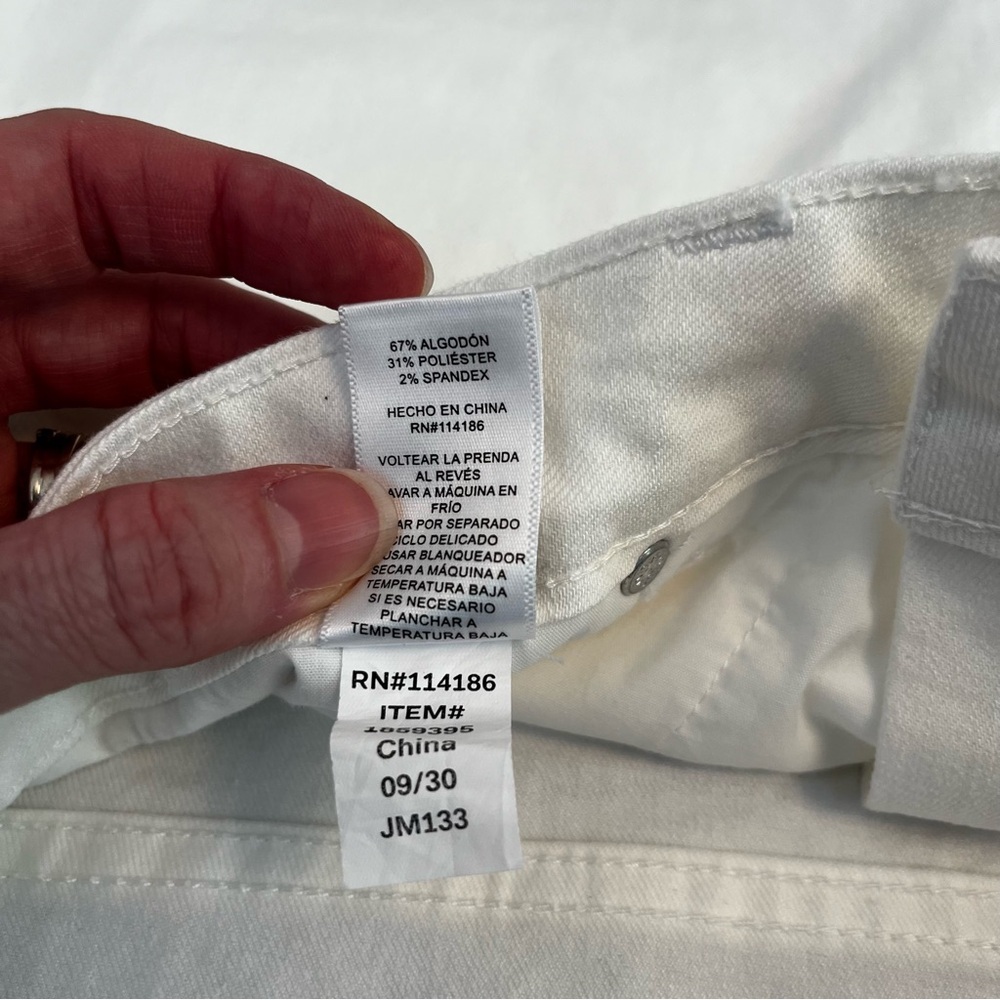 67% ALGODÓN
31% POLIÉSTER
2% SPANDEX
HECHO EN CHINA
RN#114186
VOLTEAR LA PRENDA
AL REVÉS
AVAR A MÁQUINA EN
FRÍO
AR POR SEPARADO
CICLO DELICADO
USAR BLANQUEADOR
SECAR A MÁQUINA A
TEMPERATURA BAJA
SI ES NECESARIO
PLANCHAR A
TEMPERATURA BAJA
RN#114186
ITEM#
1859395
China
09/30
JM133